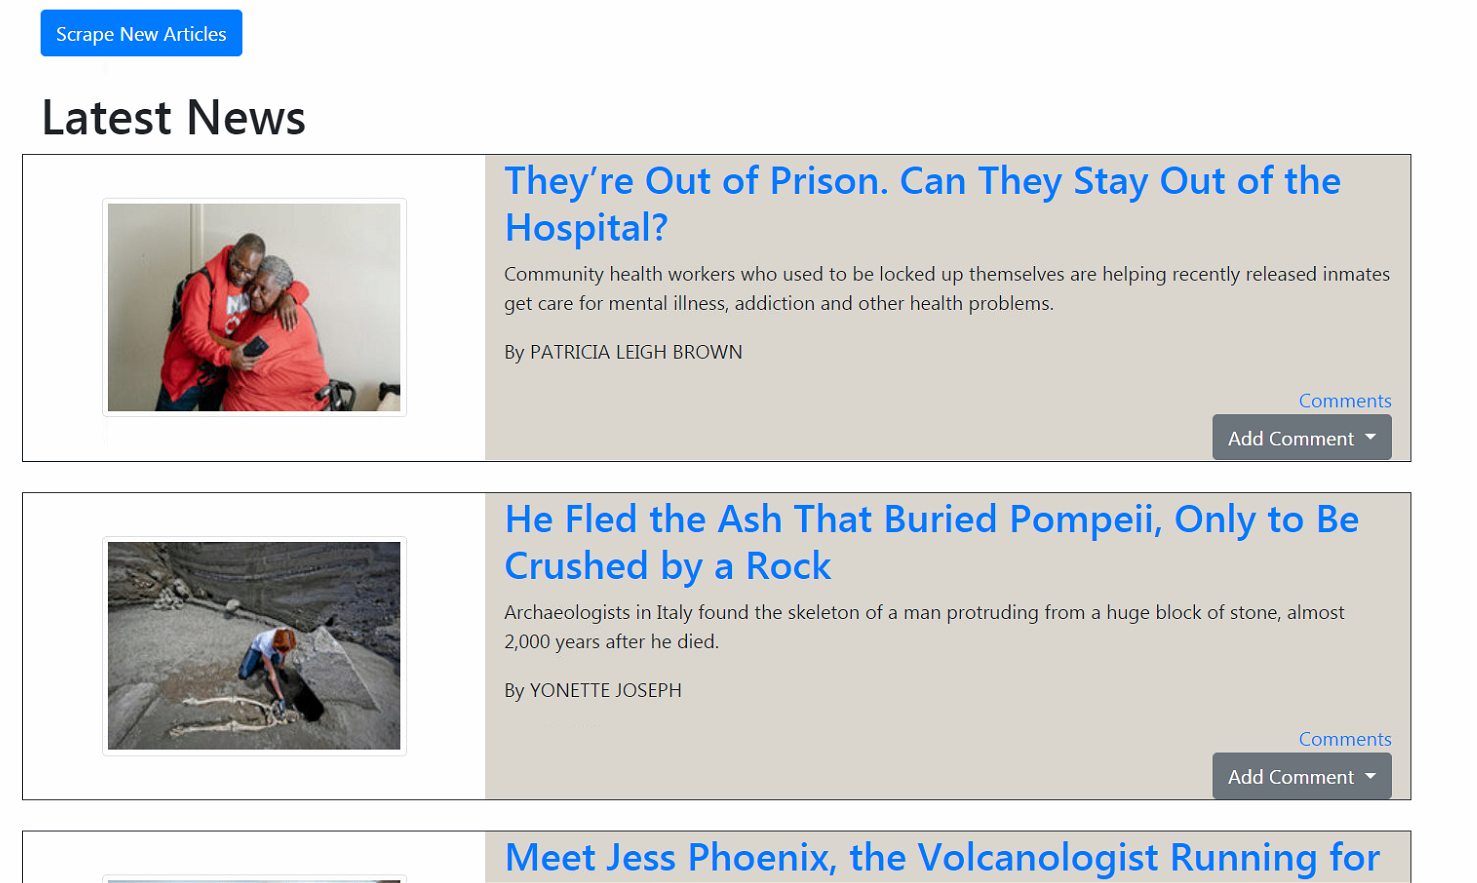 Scrape New Articles
Latest News
They’re Out of Prison. Can They Stay Out of the
Hospital?
Community health workers who used to be locked up themselves are helping recently released inmates
get care for mental illness, addiction and other health problems.
By PATRICIA LEIGH BROWN
Comments
Add Comment
He Fled the Ash That Buried Pompeii, Only to Be
Crushed by a Rock
Archaeologists in Italy found the skeleton of a man protruding from a huge block of stone, almost
2,000 years after he died.
By YONETTE JOSEPH
Comments
Add Comment
Meet Jess Phoenix, the Volcanologist Running for